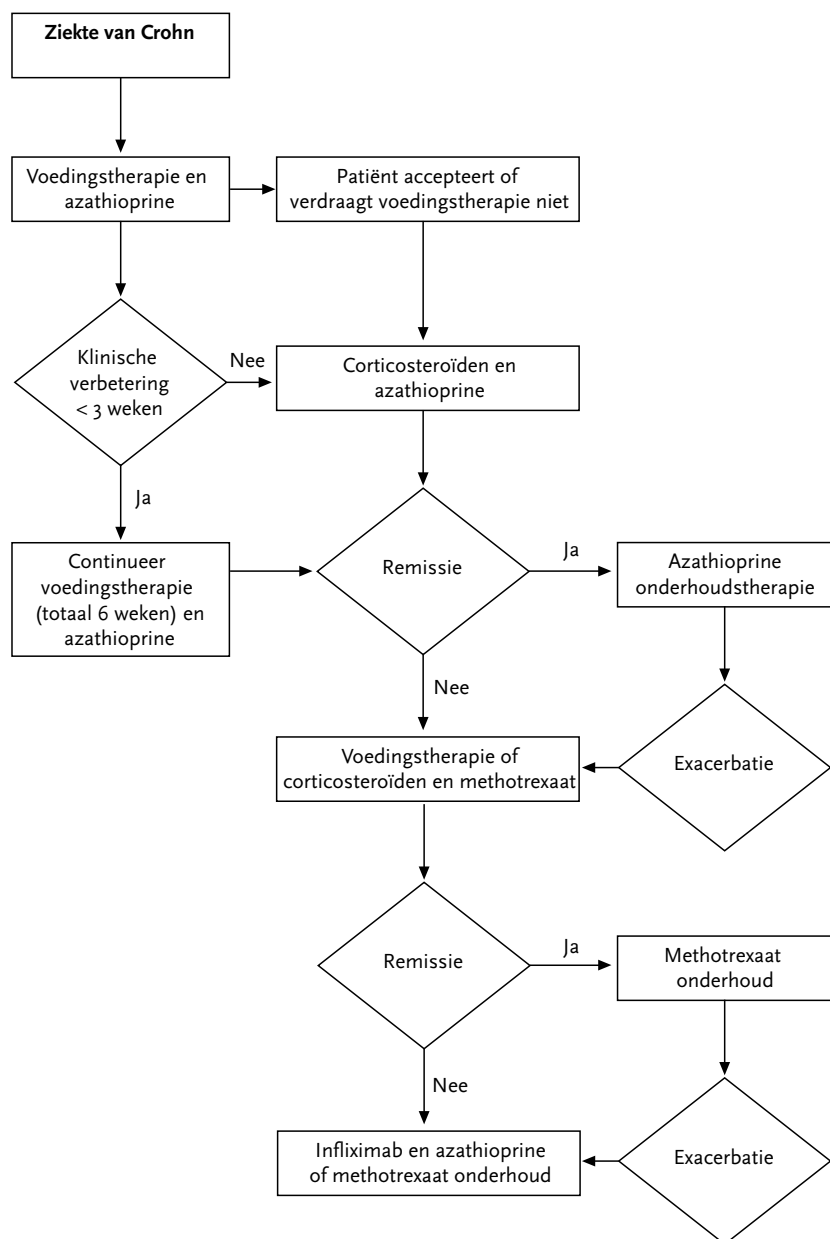 Ziekte van Crohn
Voedingstherapie en
azathioprine
Patiënt accepteert of
verdraagt voedingstherapie niet
Klinische
verbetering
< 3 weken
Nee
Corticosteroïden en
azathioprine
Ja
Continueer
voedingstherapie
(totaal 6 weken) en
azathioprine
Remissie
Ja
Azathioprine
onderhoudstherapie
Nee
Voedingstherapie of
corticosteroïden en methotrexaat
Exacerbatie
Remissie
Ja
Methotrexaat
onderhoud
Nee
Infliximab en azathioprine
of methotrexaat onderhoud
Exacerbatie